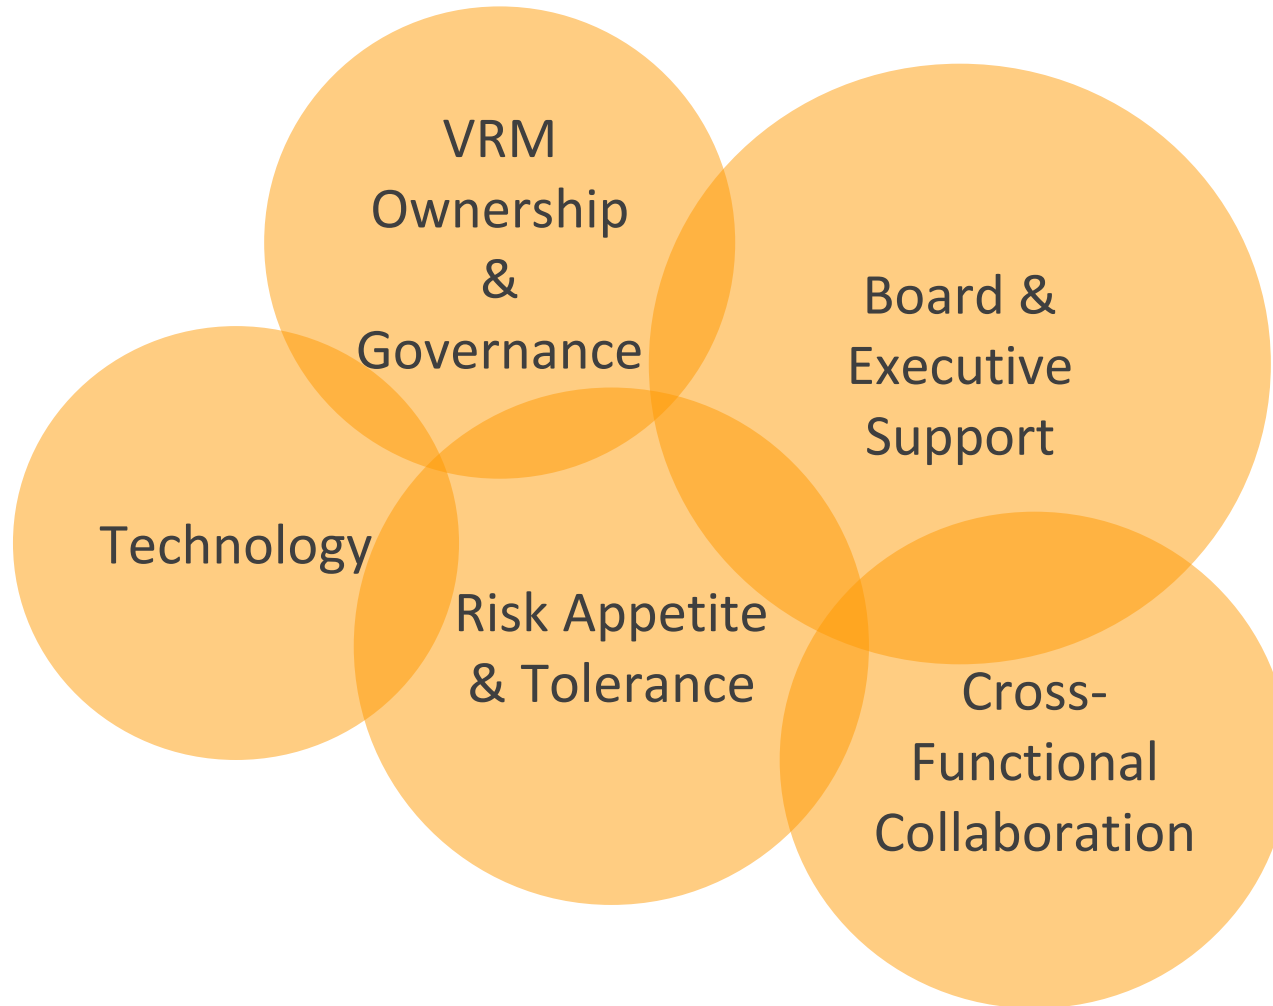 VRM
Ownership
&
Governance
Board &
Executive
Support
Technology
Risk Appetite
& Tolerance
Cross-
Functional
Collaboration